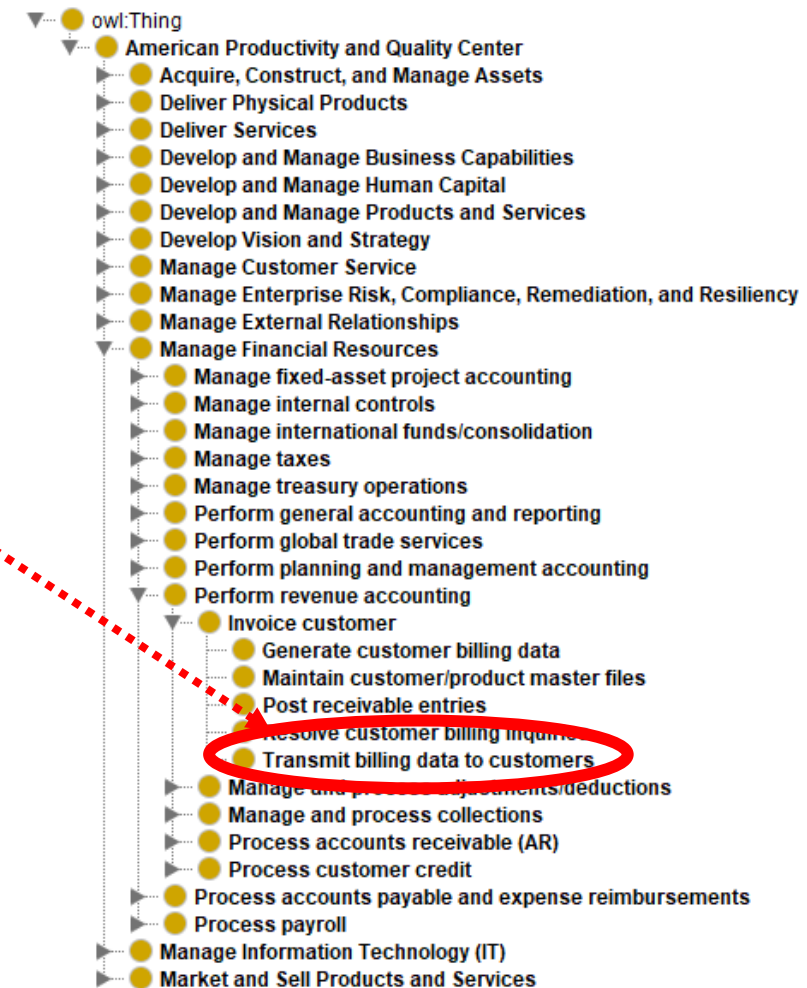 owl:Thing
American Productivity and Quality Center
Acquire, Construct, and Manage Assets
Deliver Physical Products
Deliver Services
Develop and Manage Business Capabilities
Develop and Manage Human Capital
Develop and Manage Products and Services
Develop Vision and Strategy
Manage Customer Service
Manage Enterprise Risk, Compliance, Remediation, and Resiliency
Manage External Relationships
Manage Financial Resources
Manage fixed-asset project accounting
Manage internal controls
Manage international funds/consolidation
Manage taxes
Manage treasury operations
Perform general accounting and reporting
Perform global trade services
Perform planning and management accounting
Perform revenue accounting
Invoice customer
Generate customer billing data
Maintain customer/product master files
Post receivable entries
Resolve customer billing inquiries
Transmit billing data to customers
Manage and process adjustments/deductions
Manage and process collections
Process accounts receivable (AR)
Process customer credit
Process accounts payable and expense reimbursements
Process payroll
Manage Information Technology (IT)
Market and Sell Products and Services